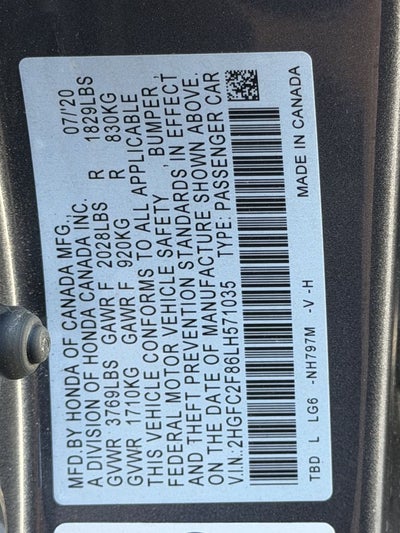 MFD.BY HONDA OF CANADA MFG., 07/20
A DIVISION OF HONDA CANADA INC.
GVWR 3769LBS GAWR F 2028LBS R 1829LBS
GVWR 1710KG GAWR F 920KG R 830KG
THIS VEHICLE CONFORMS TO ALL APPLICABLE
FEDERAL MOTOR VEHICLE SAFETY, BUMPER,
AND THEFT PREVENTION STANDARDS IN EFFECT
ON THE DATE OF MANUFACTURE SHOWN ABOVE.
V.I.N.:2HGFC2F86LH571035 TYPE: PASSENGER CAR
TBD L LG6 -NH797M -V -H MADE IN CANADA